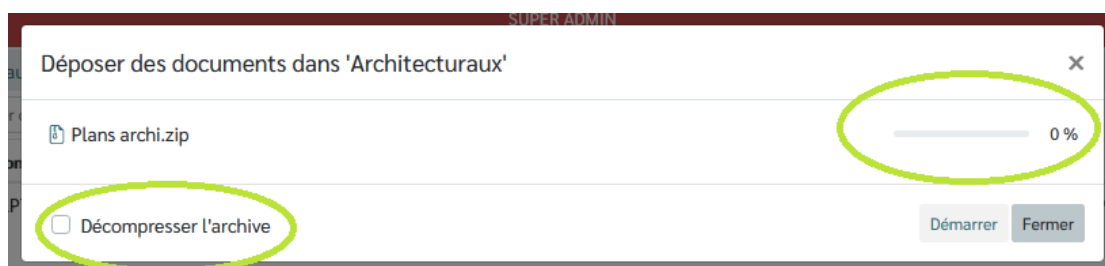 SUPER ADMIN
Déposer des documents dans 'Architecturaux'
×
Plans archi.zip
0 %
Décompresser l'archive
Démarrer
Fermer